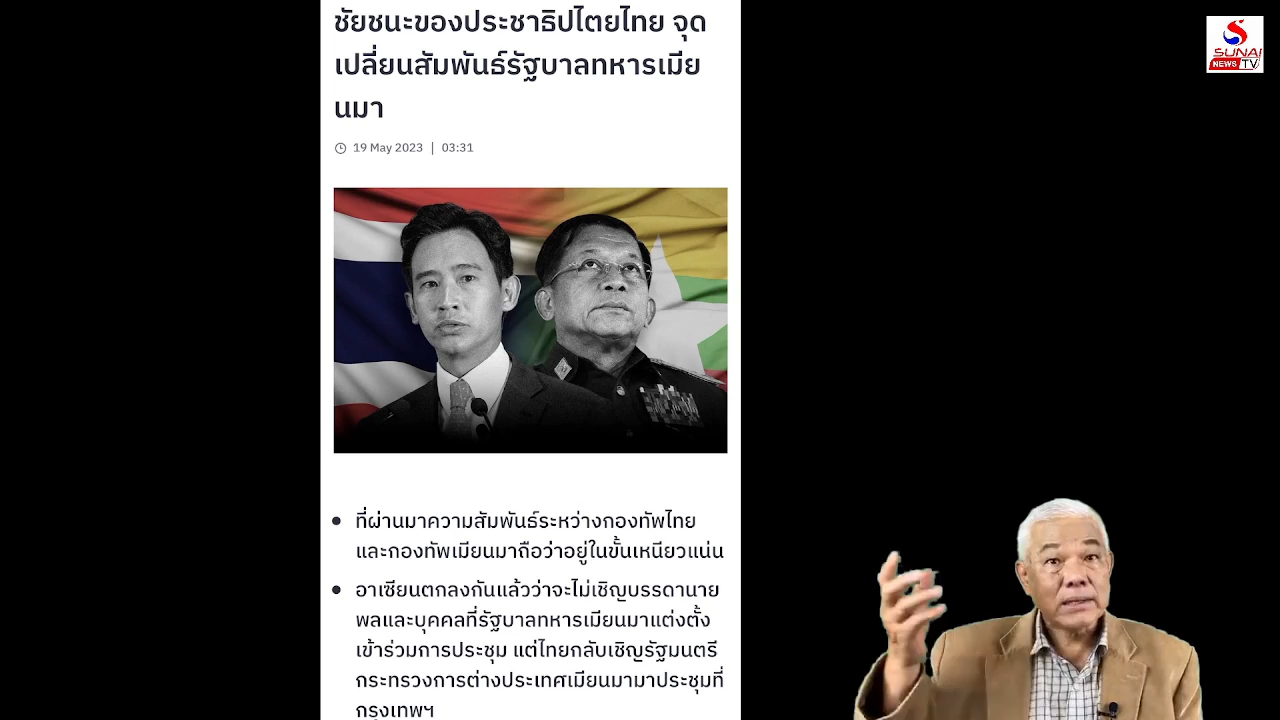 ชัยชนะของประชาธิปไตยไทย จุด
เปลี่ยนสัมพันธ์รัฐบาลทหารเมีย
นมา
19 May 2023 | 03:31
SUNAI
NEWS TV
ที่ผ่านมาความสัมพันธ์ระหว่างกองทัพไทย
และกองทัพเมียนมาถือว่าอยู่ในขั้นเหนียวแน่น
อาเซียนตกลงกันแล้วว่าจะไม่เชิญบรรดานาย
พลและบุคคลที่รัฐบาลทหารเมียนมาแต่งตั้ง
เข้าร่วมการประชุม แต่ไทยกลับเชิญรัฐมนตรี
กระทรวงการต่างประเทศเมียนมามาประชุมที่
กรุงเทพฯ